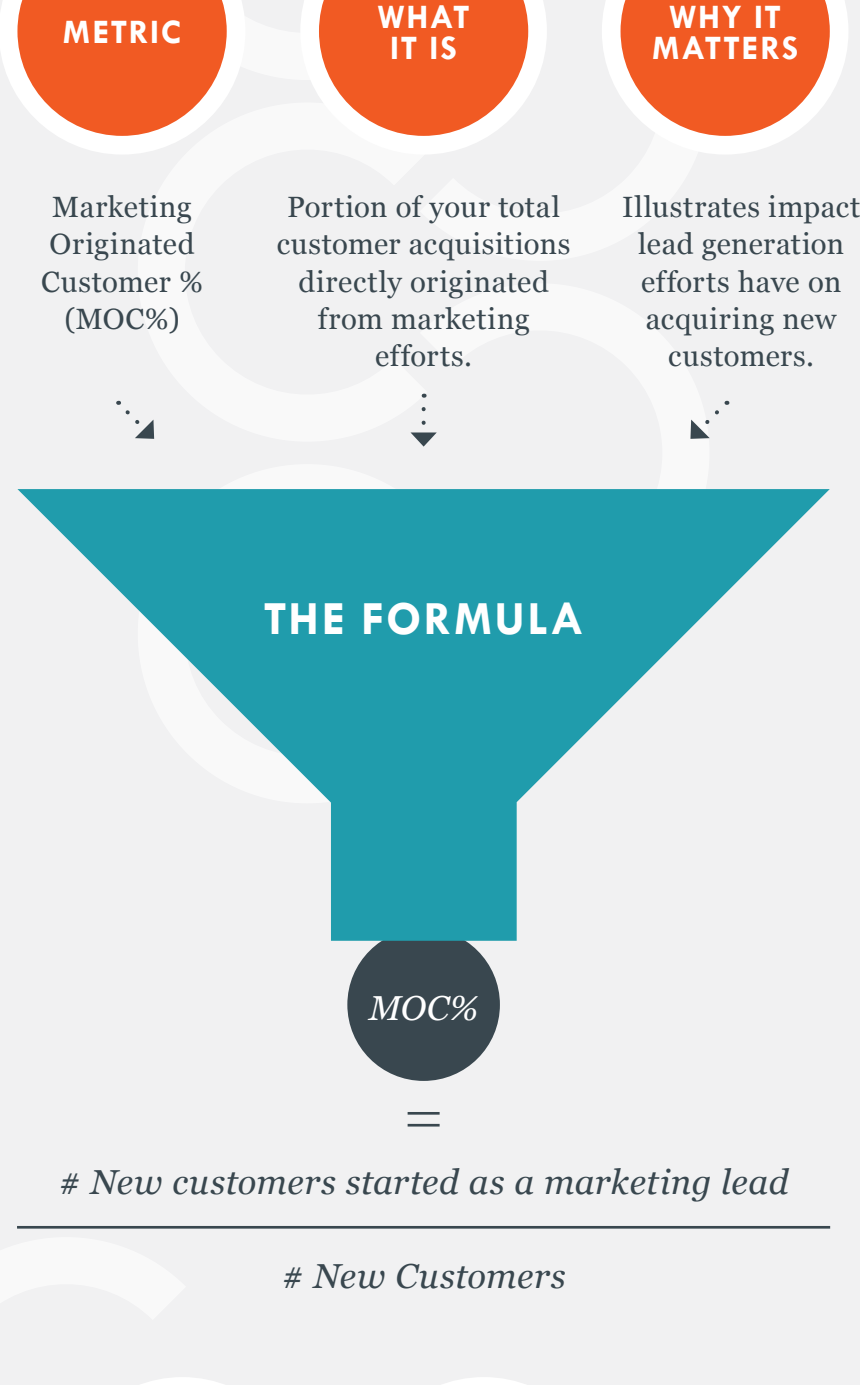 METRIC
WHAT
IT IS
WHY IT
MATTERS
Marketing
Originated
Customer %
(MOC%)
Portion of your total
customer acquisitions
directly originated
from marketing
efforts.
Illustrates impact
lead generation
efforts have on
acquiring new
customers.
THE FORMULA
MOC%
=
# New customers started as a marketing lead
# New Customers